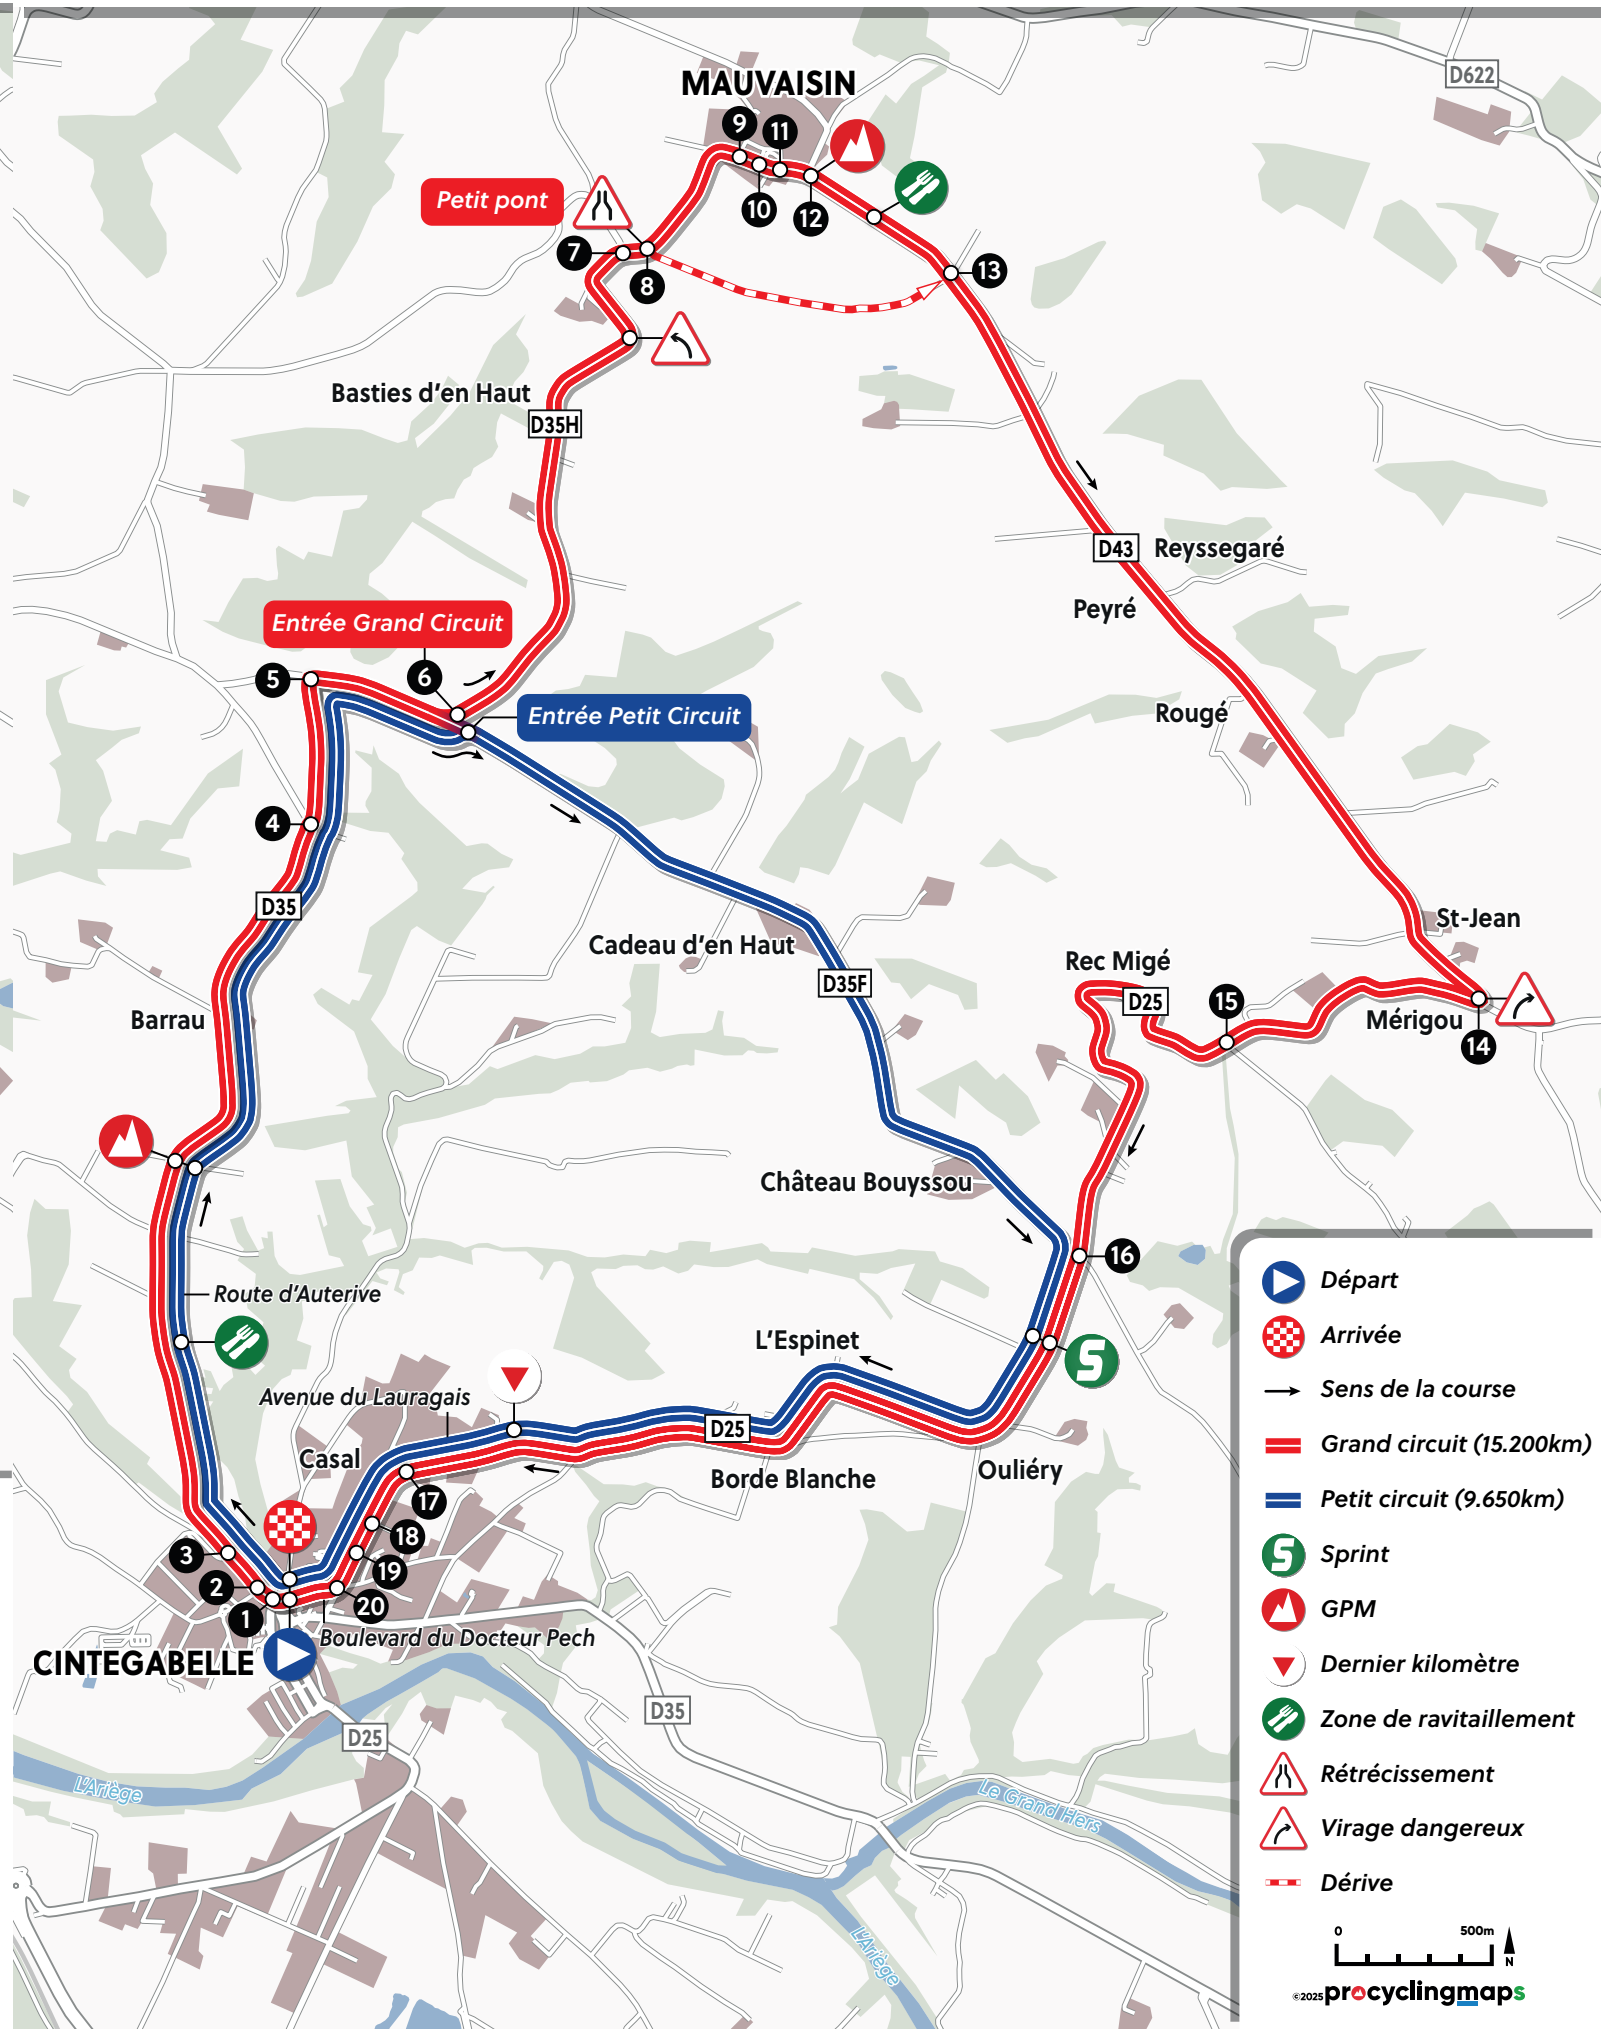 D622
MAUVAISIN
9
11
10
12
Petit pont
7
8
13
Basties d'en Haut
D35H
D43
Reyssegaré
Peyré
Entrée Grand Circuit
5
6
Entrée Petit Circuit
Rougé
4
D35
St-Jean
Cadeau d'en Haut
Rec Migé
D35F
D25
15
Barrau
Mérigou
14
Château Bouyssou
16
Route d'Auterive
L'Espinet
S
Avenue du Lauragais
D25
Casal
Borde Blanche
Ouliéry
17
18
3
19
2
20
1
Boulevard du Docteur Pech
CINTEGABELLE
D35
D25
L'Ariège
Le Grand Hers
L'Ariège
Départ
Arrivée
Sens de la course
Grand circuit (15.200km)
Petit circuit (9.650km)
S Sprint
GPM
Dernier kilomètre
Zone de ravitaillement
Rétrécissement
Virage dangereux
Dérive
0 500m
N
©2025 procyclingmaps